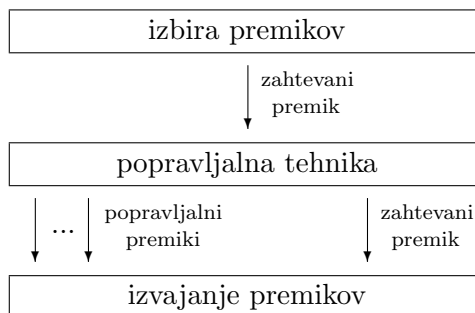 izbira premikov
zahtevani
premik
popravljalna tehnika
...
popravljalni
premiki
zahtevani
premik
izvajanje premikov